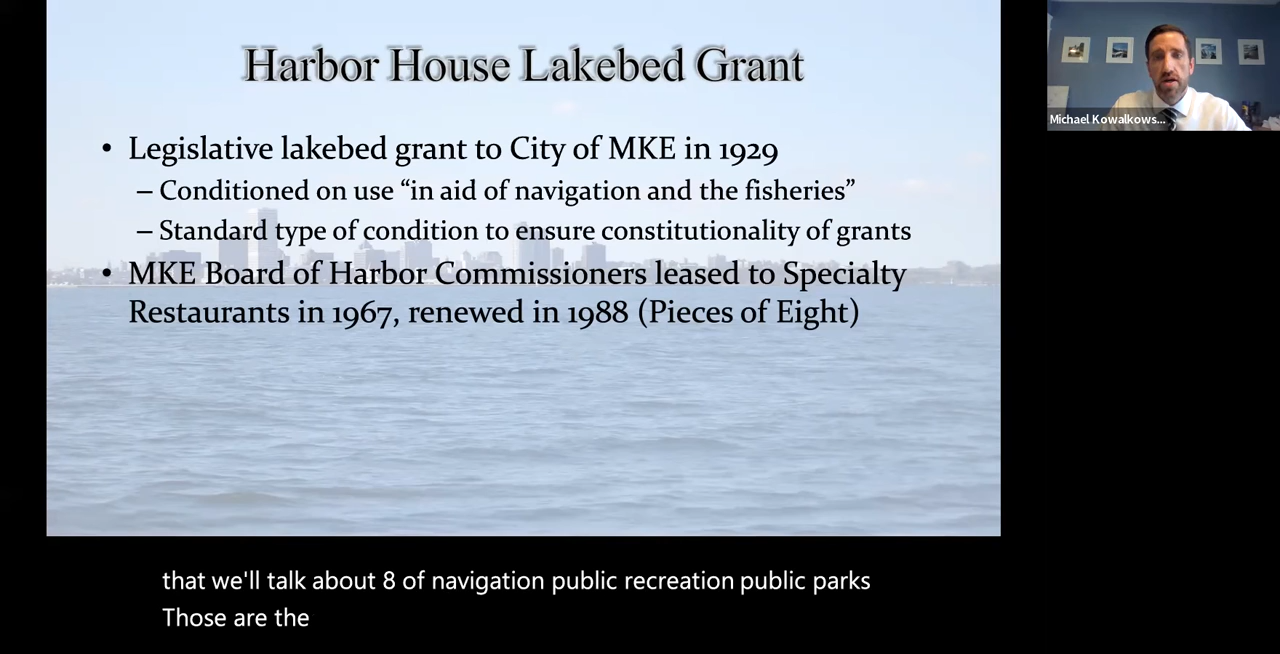 Harbor House Lakebed Grant
• Legislative lakebed grant to City of MKE in 1929
– Conditioned on use “in aid of navigation and the fisheries”
– Standard type of condition to ensure constitutionality of grants
• MKE Board of Harbor Commissioners leased to Specialty
Restaurants in 1967, renewed in 1988 (Pieces of Eight)
Michael Kowalkows...
that we'll talk about 8 of navigation public recreation public parks
Those are the